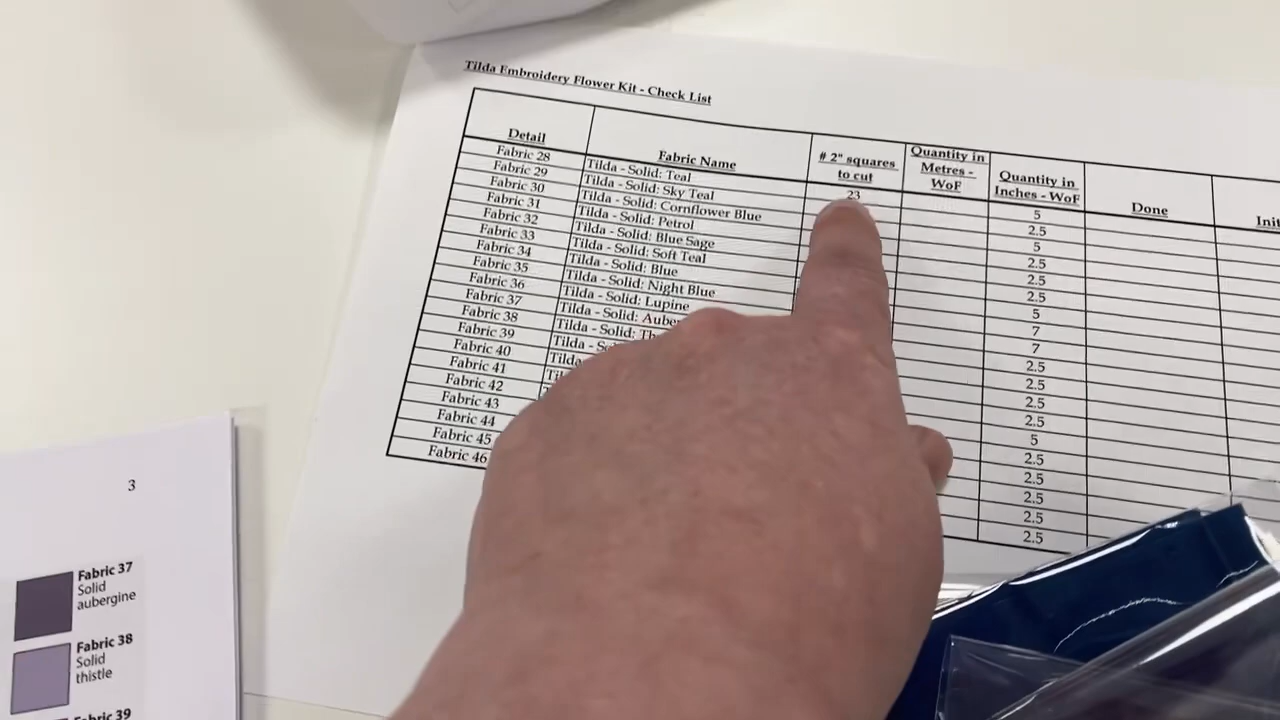 Tilda Embroidery Flower Kit - Check List
Detail Fabric Name # 2" squares to cut Quantity in Metres - WoF Quantity in Inches - WoF Done
Fabric 28 Tilda - Solid: Teal 23 5
Fabric 29 Tilda - Solid: Sky Teal 2.5
Fabric 30 Tilda - Solid: Cornflower Blue 5
Fabric 31 Tilda - Solid: Petrol 2.5
Fabric 32 Tilda - Solid: Blue Sage 2.5
Fabric 33 Tilda - Solid: Soft Teal 2.5
Fabric 34 Tilda - Solid: Blue 5
Fabric 35 Tilda - Solid: Night Blue 7
Fabric 36 Tilda - Solid: Lupine 7
Fabric 37 Tilda - Solid: 2.5
Fabric 38 Tilda - Solid: 2.5
Fabric 39 Tilda - 2.5
Fabric 40 Tilda 2.5
Fabric 41 5
Fabric 42 2.5
Fabric 43 2.5
Fabric 44 2.5
Fabric 45 2.5
Fabric 46 2.5
3
Fabric 37
Solid
aubergine
Fabric 38
Solid
thistle
Fabric 39